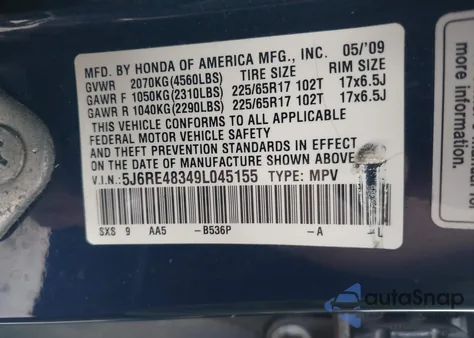 MFD. BY HONDA OF AMERICA MFG., INC. 05/'09
GVWR 2070KG(4560LBS) TIRE SIZE RIM SIZE
GAWR F 1050KG(2310LBS) 225/65R17 102T 17x6.5J
GAWR R 1040KG(2290LBS) 225/65R17 102T 17x6.5J
THIS VEHICLE CONFORMS TO ALL APPLICABLE
FEDERAL MOTOR VEHICLE SAFETY
AND THEFT PREVENTION STANDARDS IN EFFECT
ON THE DATE OF MANUFACTURE SHOWN ABOVE.
V.I.N.: 5J6RE48349L045155 TYPE: MPV
SXS 9 AA5 -B536P -A -L
more information.
autoSnap